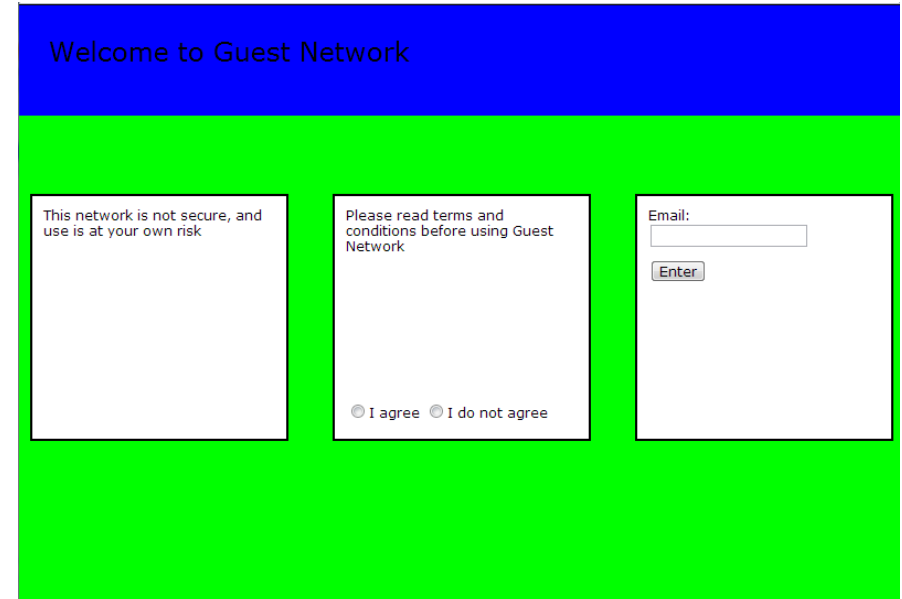 Welcome to Guest Network
This network is not secure, and
use is at your own risk
Please read terms and
conditions before using Guest
Network
I agree I do not agree
Email:
Enter